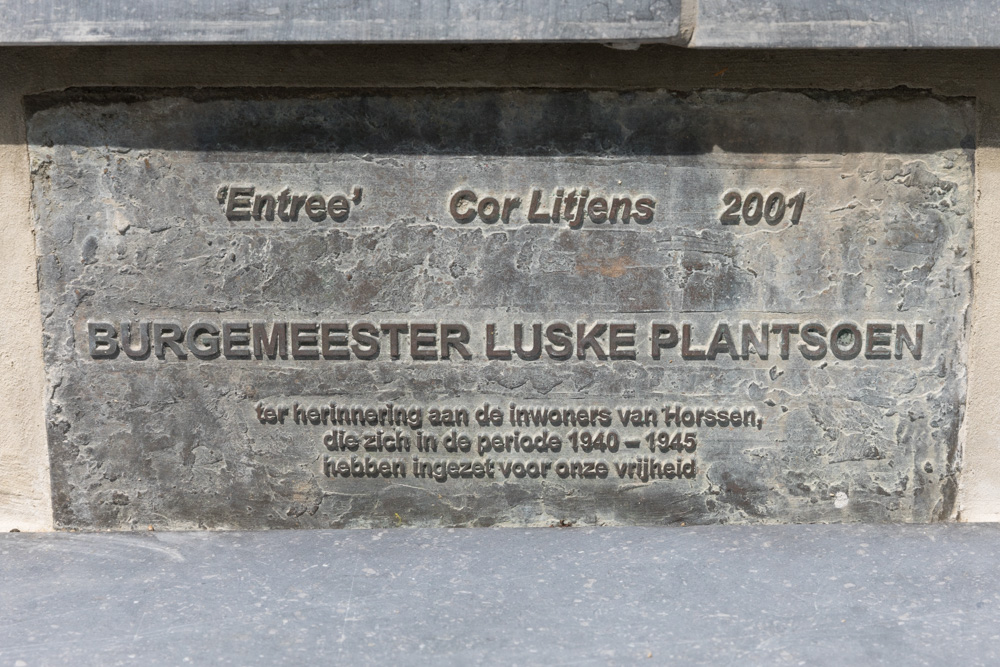 ‘Entree’ Cor Litjens 2001
BURGEMEESTER LUSKE PLANTSOEN
ter herinnering aan de inwoners van Horssen,
die zich in de periode 1940 – 1945
hebben ingezet voor onze vrijheid